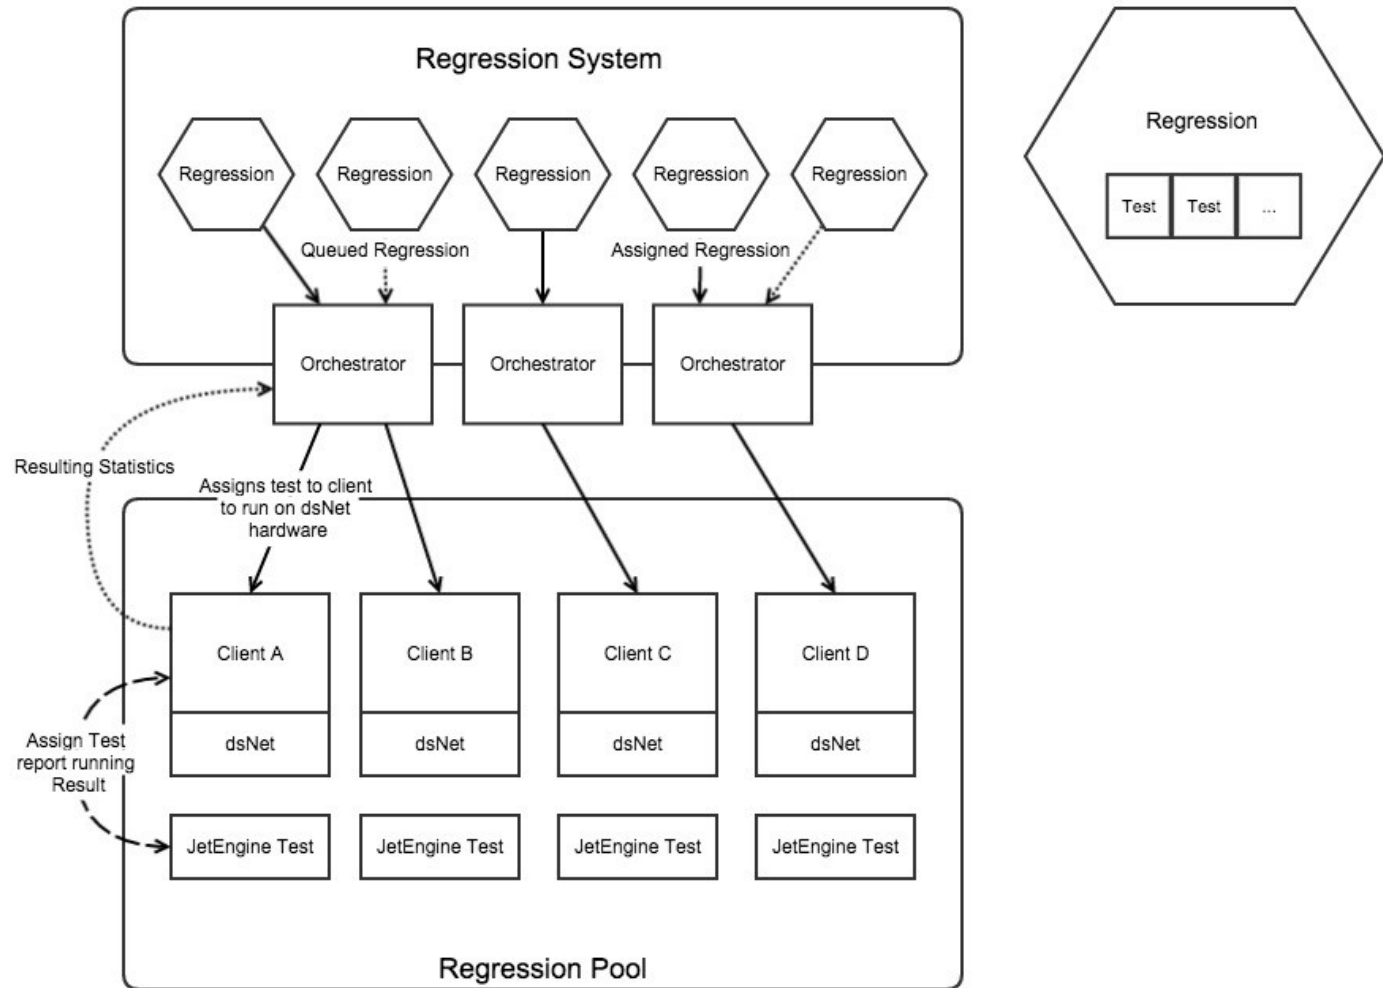 Regression System
Regression
Regression
Regression
Regression
Regression
Queued Regression
Assigned Regression
Orchestrator
Orchestrator
Orchestrator
Resulting Statistics
Assigns test to client
to run on dsNet
hardware
Client A
Client B
Client C
Client D
dsNet
dsNet
dsNet
dsNet
Assign Test
report running
Result
JetEngine Test
JetEngine Test
JetEngine Test
JetEngine Test
Regression Pool
Regression
Test
Test
...